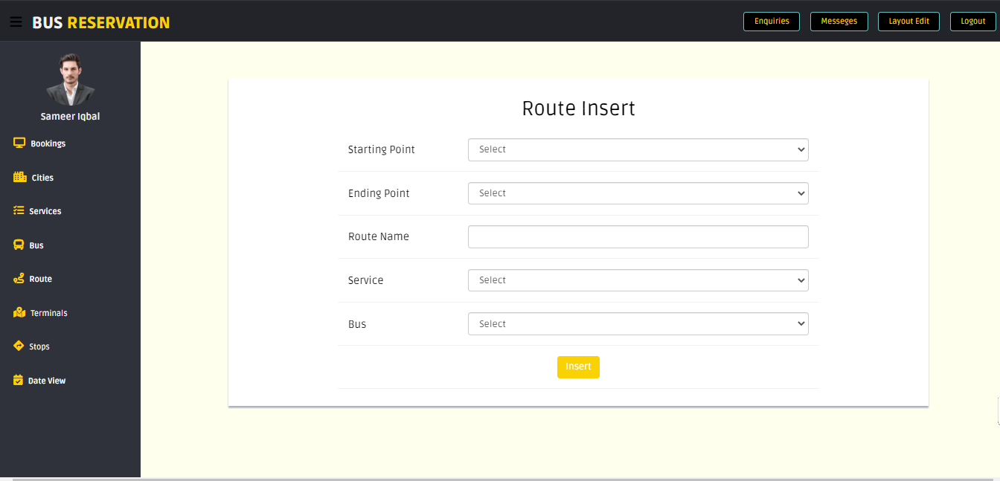 BUS RESERVATION
Enquiries
Messeges
Layout Edit
Logout
Sameer Iqbal
Bookings
Cities
Services
Bus
Route
Terminals
Stops
Date View
Route Insert
Starting Point
Select
Ending Point
Select
Route Name
Service
Select
Bus
Select
Insert